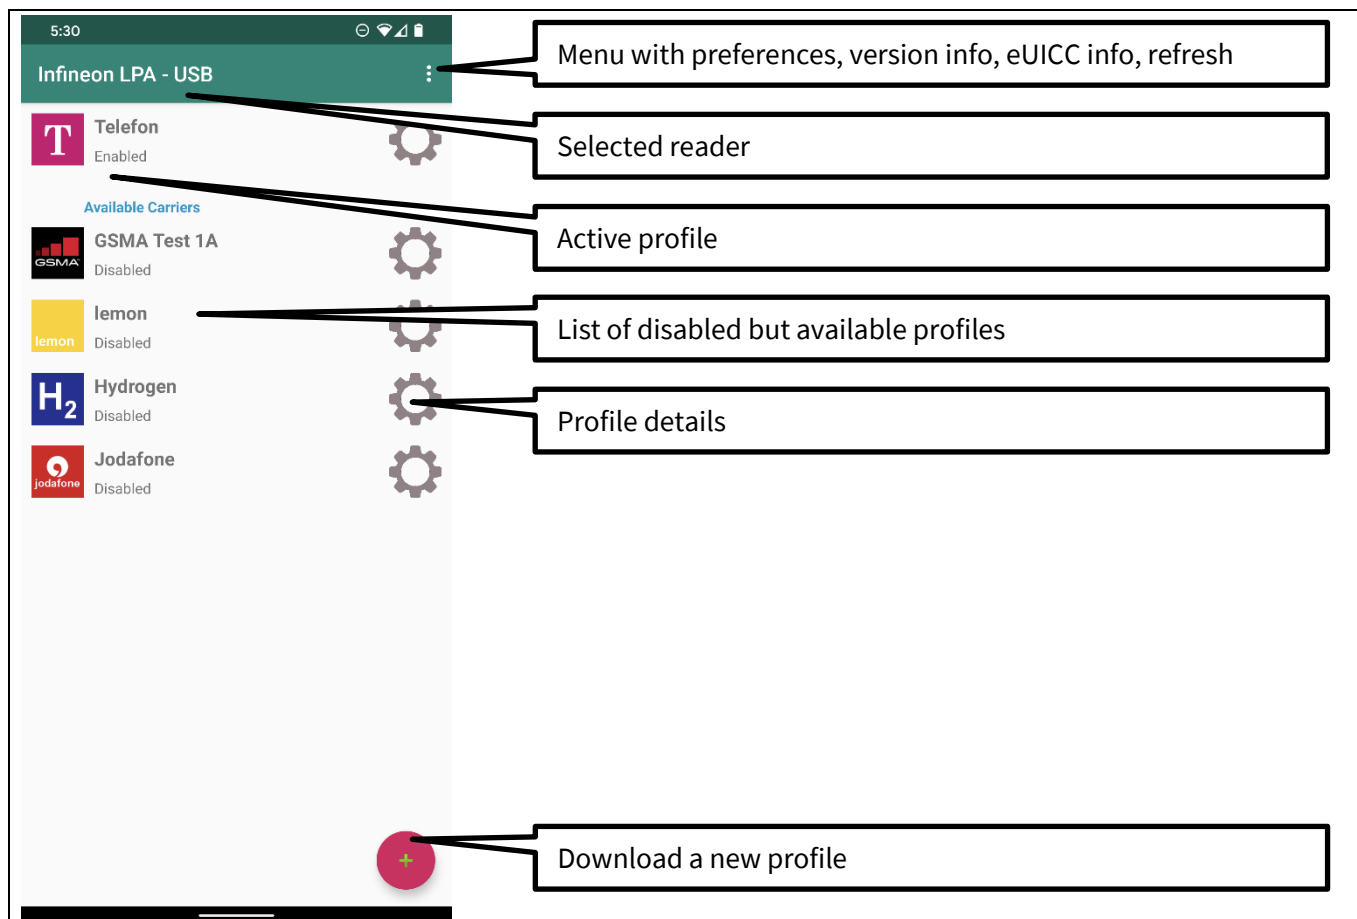 5:30
Infineon LPA - USB
Menu with preferences, version info, eUICC info, refresh
T
Telefon
Enabled
Selected reader
Available Carriers
Active profile
GSMA
GSMA Test 1A
Disabled
lemon
lemon
Disabled
List of disabled but available profiles
H2
Hydrogen
Disabled
Profile details
jodafone
Jodafone
Disabled
+
Download a new profile